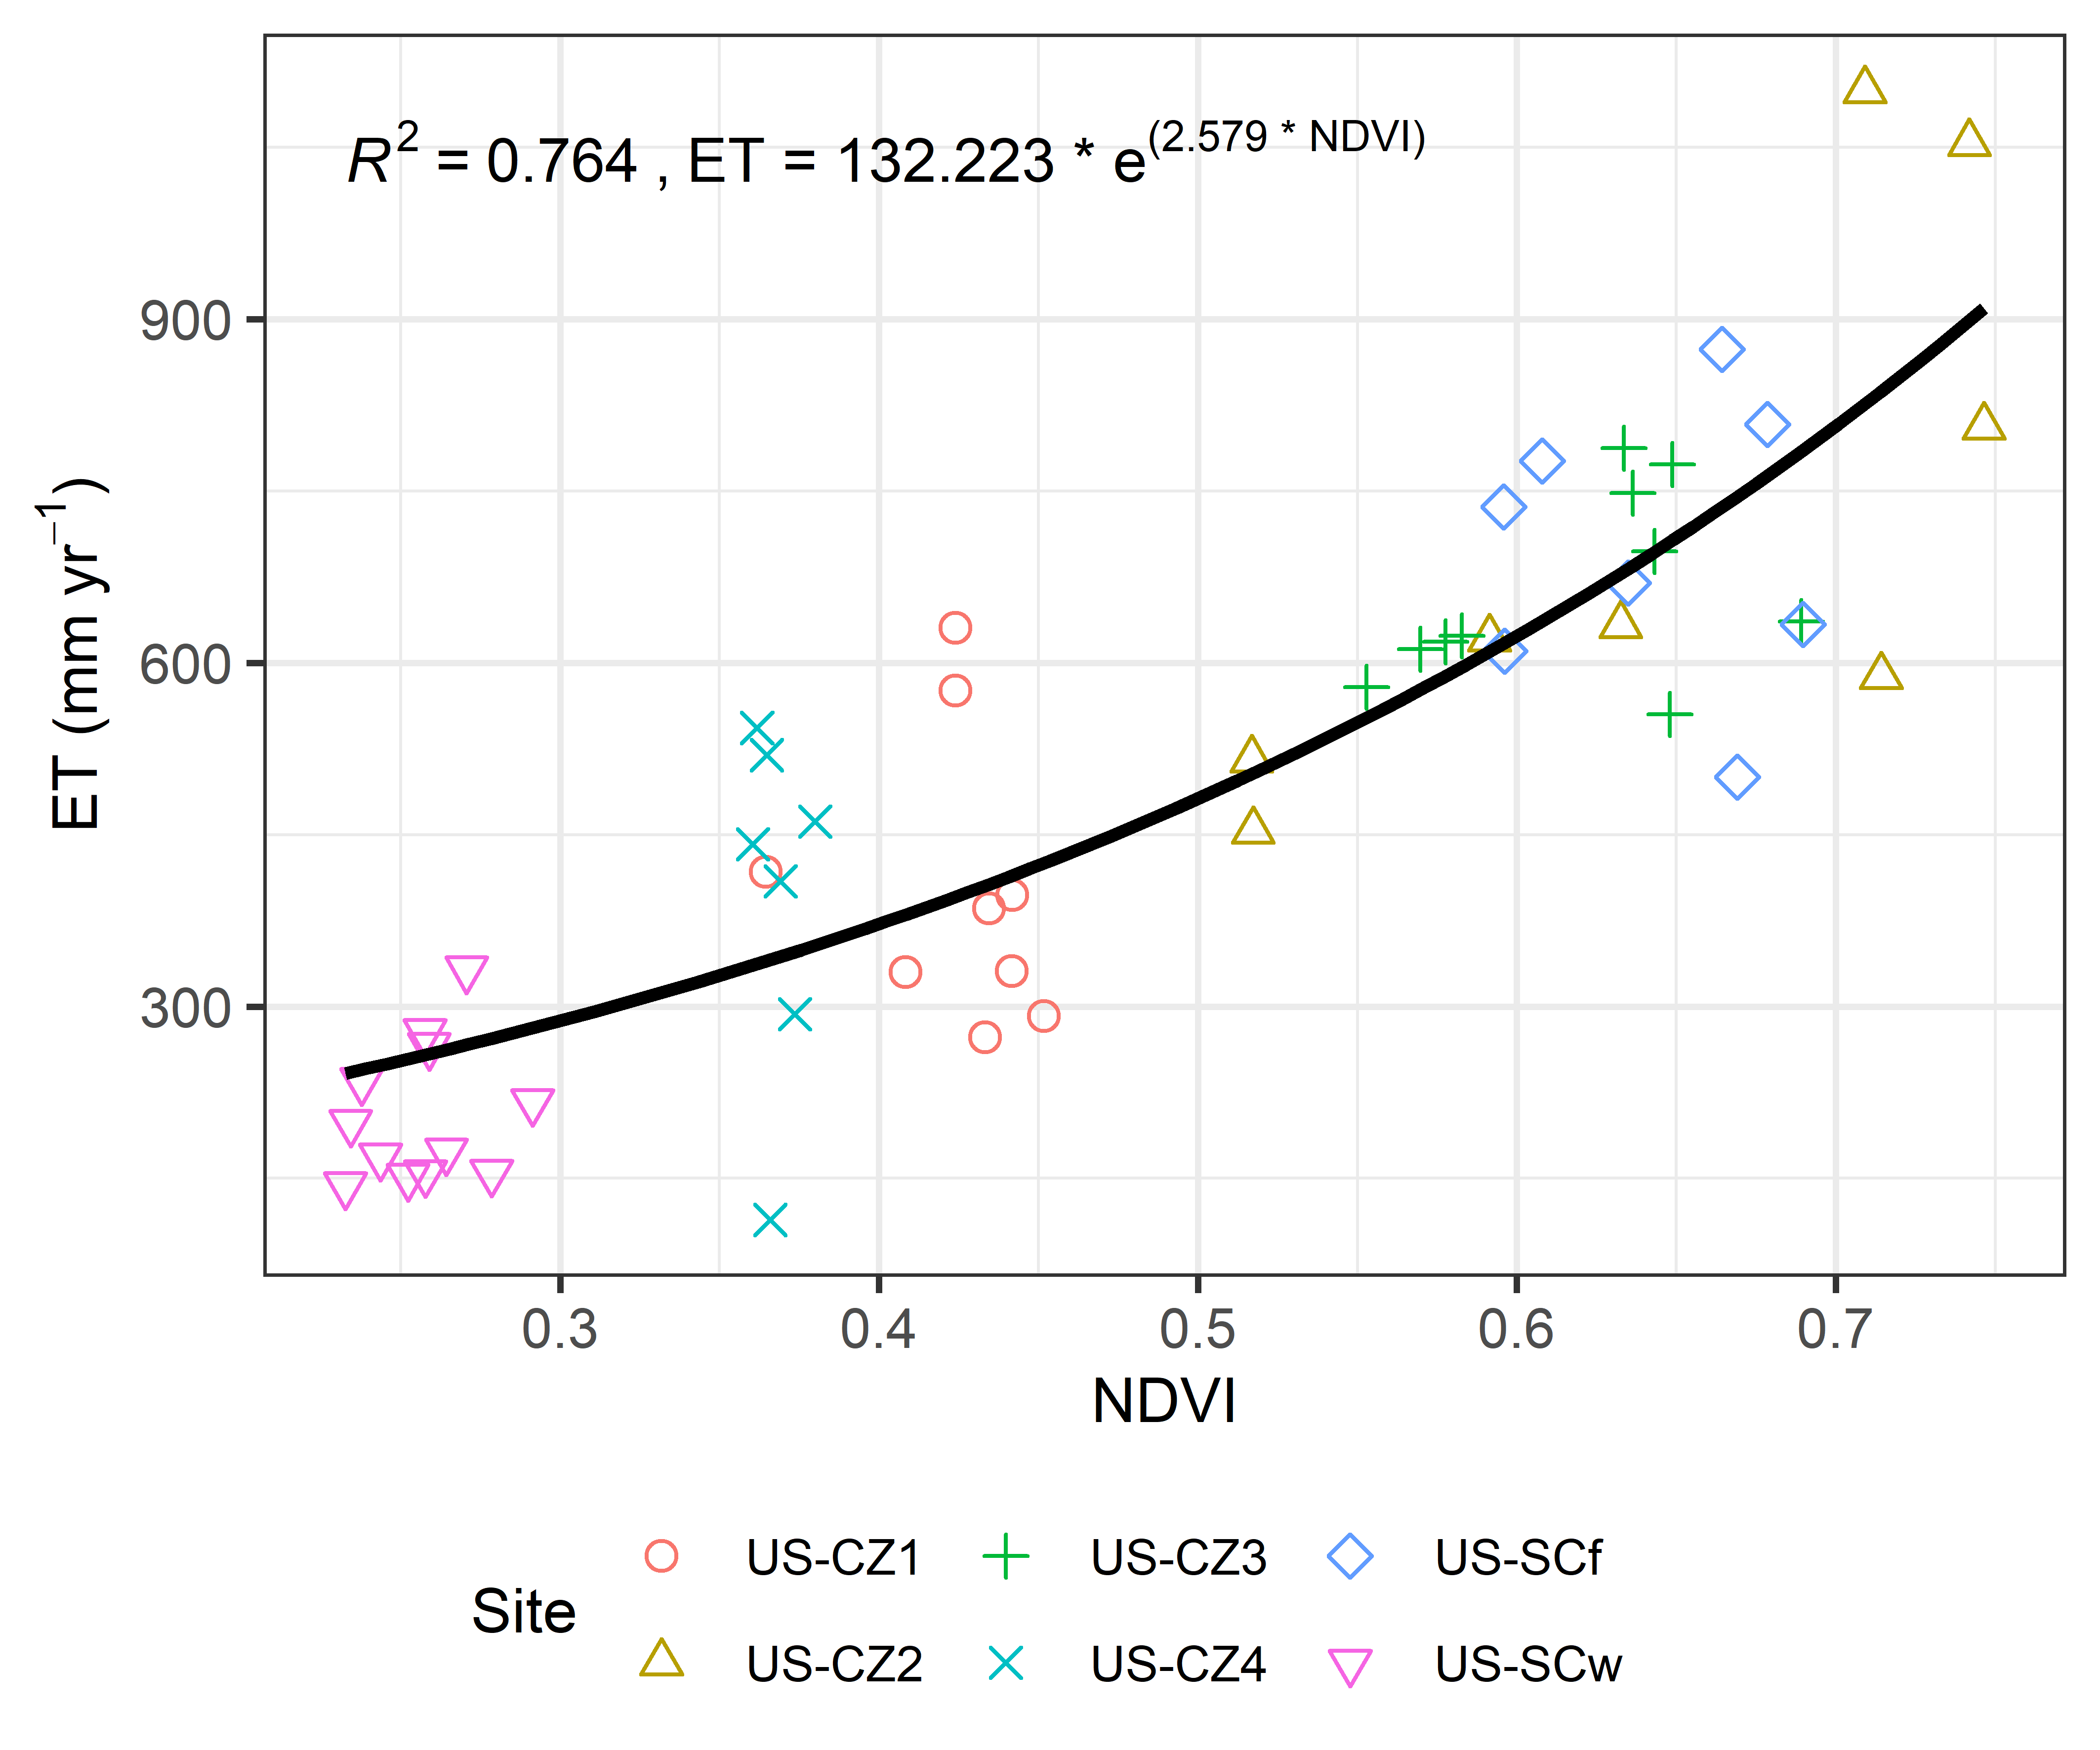 R² = 0.764 , ET = 132.223 * e^(2.579 * NDVI)
900
600
300
ET (mm yr⁻¹)
0.3 0.4 0.5 0.6 0.7
NDVI
Site
US-CZ1 US-CZ3 US-SCf
US-CZ2 US-CZ4 US-SCw